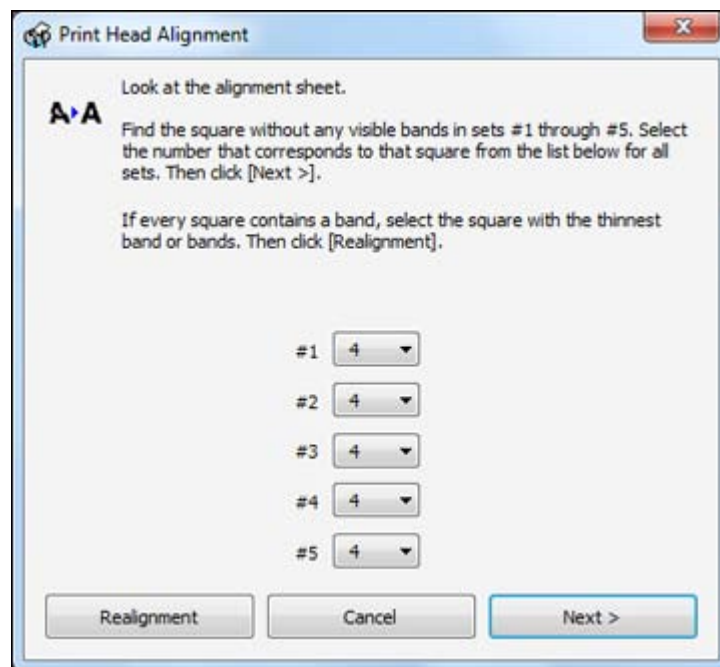 Print Head Alignment
Look at the alignment sheet.
A A
Find the square without any visible bands in sets #1 through #5. Select
the number that corresponds to that square from the list below for all
sets. Then click [Next >].
If every square contains a band, select the square with the thinnest
band or bands. Then click [Realignment].
#1 4
#2 4
#3 4
#4 4
#5 4
Realignment Cancel Next >